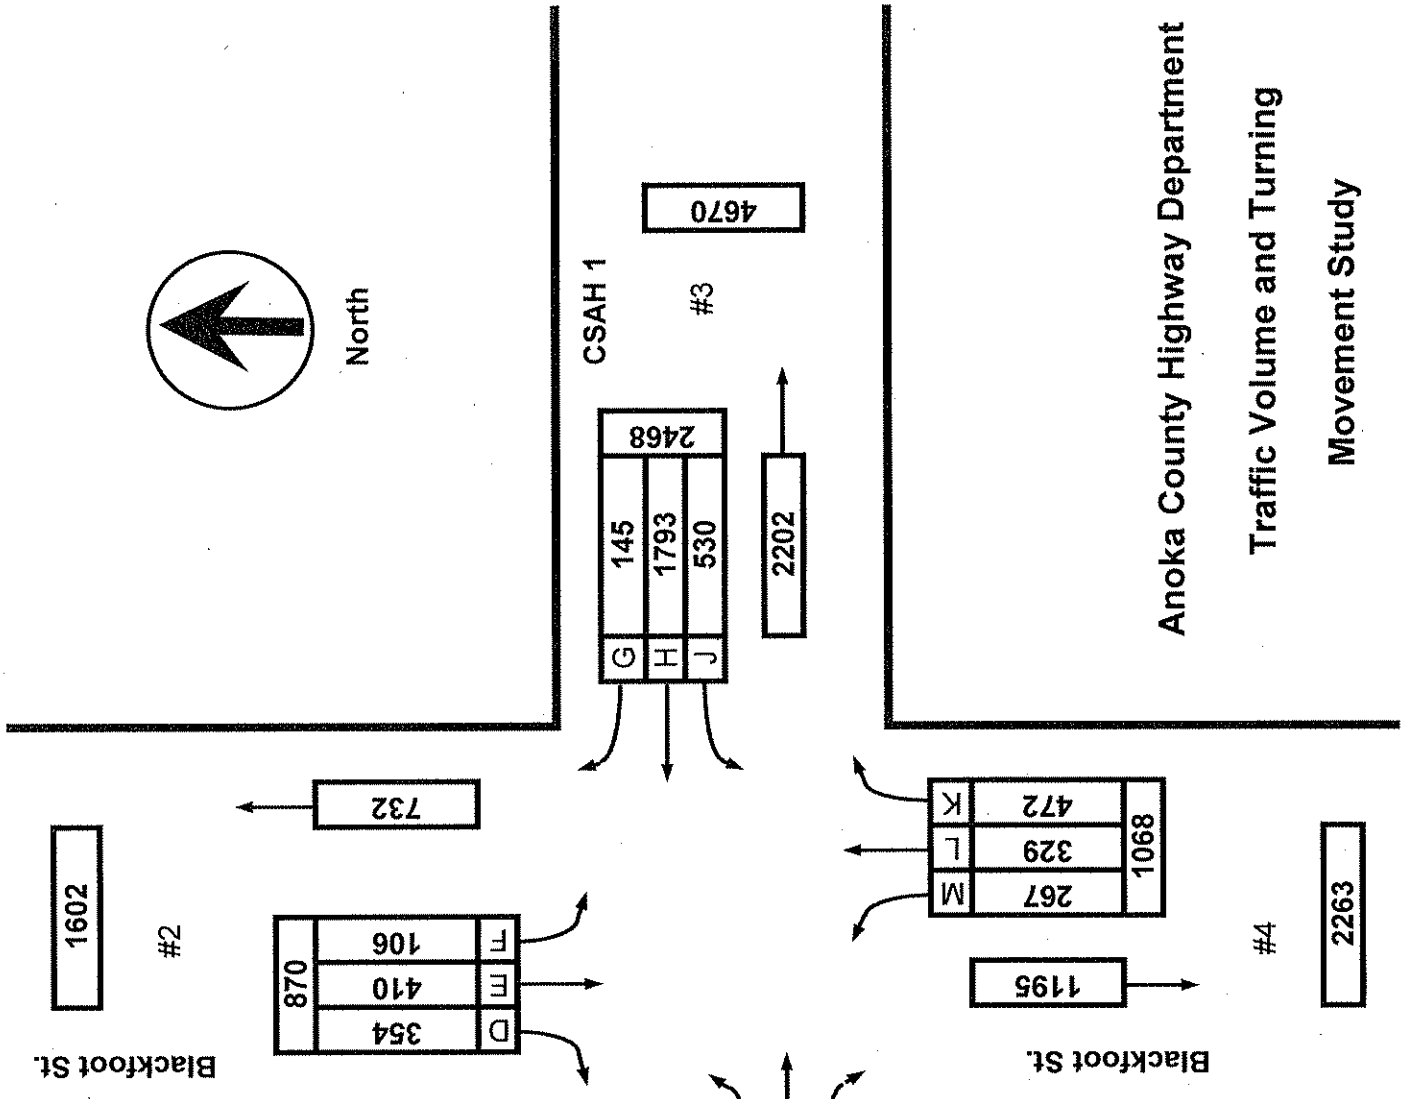 Anoka County Highway Department
Traffic Volume and Turning
Movement Study
North
CSAH 1
#3
4670
2468
G 145
H 1793
J 530
2202
Blackfoot St.
#2
1602
732
870
D 354
E 410
F 106
K 472
L 329
M 267
1068
1195
#4
2263
Blackfoot St.